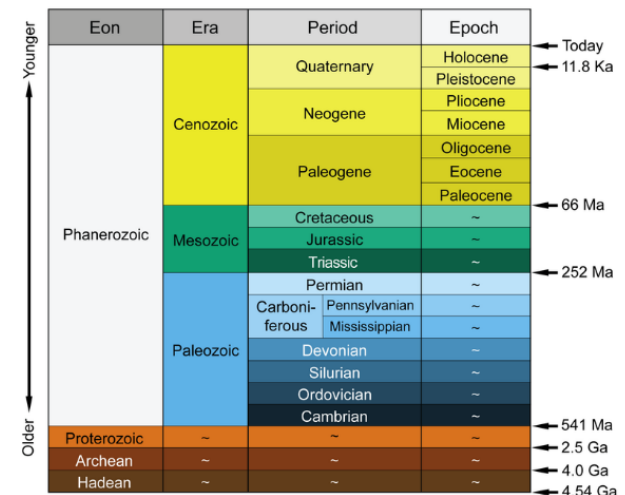 Eon Era Period Epoch
Younger
Today
Holocene
Quaternary
11.8 Ka
Pleistocene
Pliocene
Neogene
Miocene
Cenozoic
Oligocene
Paleogene
Eocene
Paleocene
66 Ma
Phanerozoic
Mesozoic
Cretaceous ~
Jurassic ~
Triassic ~
252 Ma
Paleozoic
Permian ~
Carboni-
ferous
Pennsylvanian ~
Mississippian ~
Devonian ~
Silurian ~
Ordovician ~
Cambrian ~
541 Ma
Older
Proterozoic ~ ~ ~
2.5 Ga
Archean ~ ~ ~
4.0 Ga
Hadean ~ ~ ~
4.54 Ga